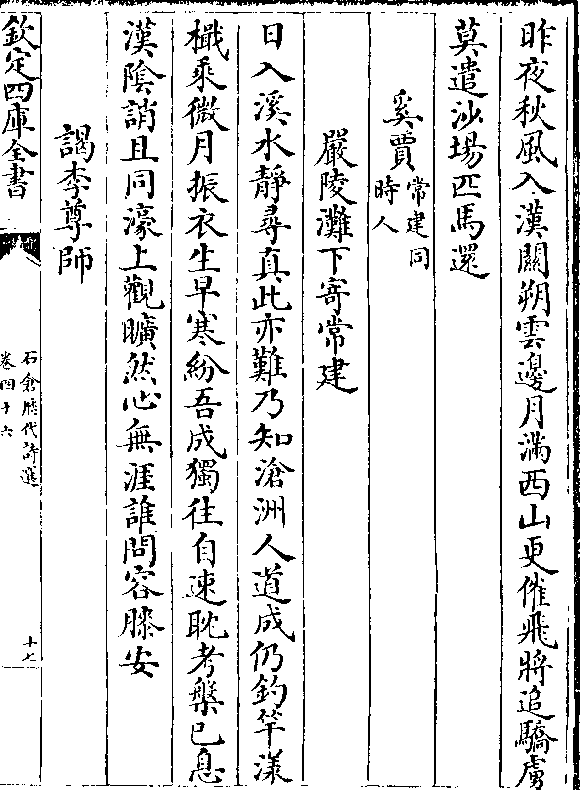 昨夜秋風入漢關朔雲邊月滿西山更催飛將追驕虜
莫遣沙場匹馬還
奚賈常建同
時人
嚴陵灘下寄常建
日入溪水靜尋真此亦難乃知滄洲人道成仍釣竿漾
檝乘微月振衣生早寒紛吾成獨往自速耽考槃已息
漢陰誚且同濠上觀曠然心無涯誰問容膝安
謁李尊師
欽定四庫全書
石倉歴代詩選
卷四十六
十七